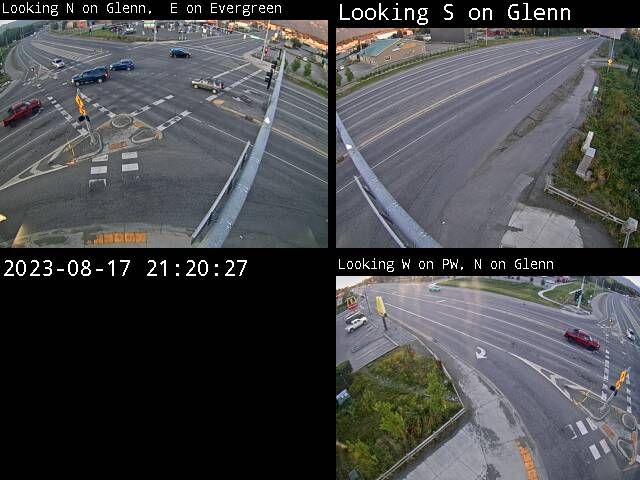 Looking N on Glenn, E on Evergreen
Looking S on Glenn
2023-08-17 21:20:27
Looking W on PW, N on Glenn